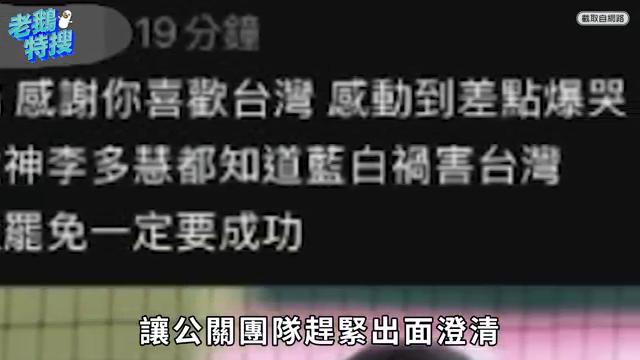 老鵝
特搜
截取自網路
19分鐘
感謝你喜歡台灣 感動到差點爆哭
神李多慧都知道藍白禍害台灣
罷免一定要成功
讓公關團隊趕緊出面澄清